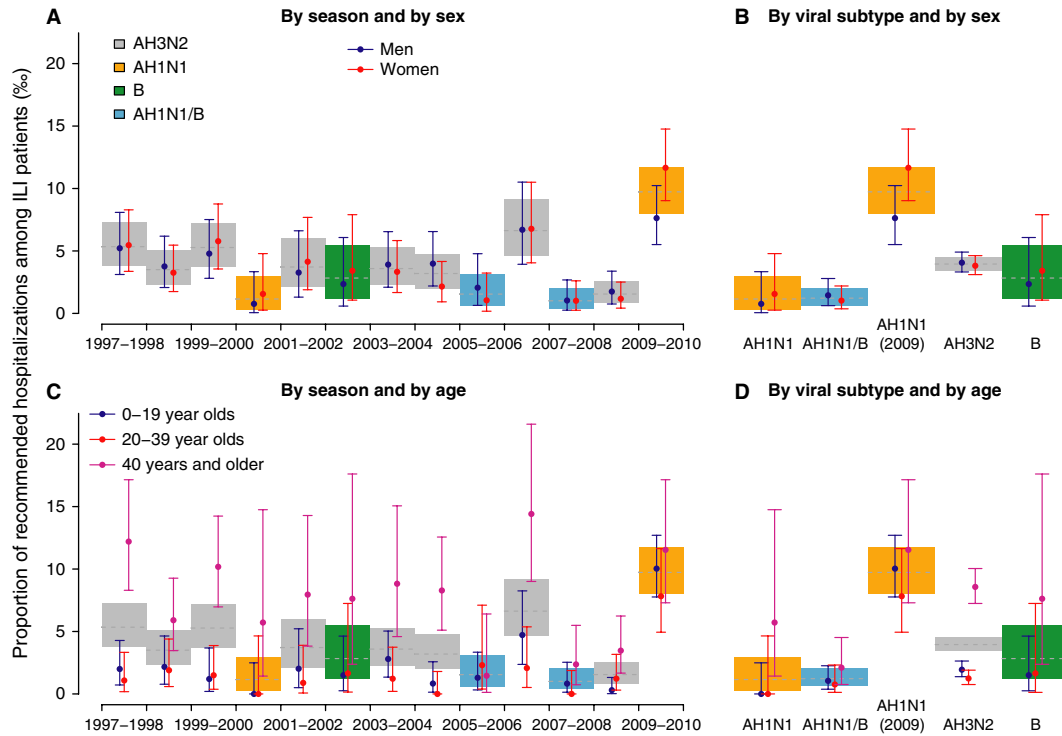 Proportion of recommended hospitalizations among ILI patients (‰)
A
By season and by sex
AH3N2
AH1N1
B
AH1N1/B
Men
Women
20
15
10
5
0
1997–1998
1999–2000
2001–2002
2003–2004
2005–2006
2007–2008
2009–2010
B
By viral subtype and by sex
AH1N1
AH1N1/B
AH1N1
(2009)
AH3N2
B
C
By season and by age
0–19 year olds
20–39 year olds
40 years and older
20
15
10
5
0
1997–1998
1999–2000
2001–2002
2003–2004
2005–2006
2007–2008
2009–2010
D
By viral subtype and by age
AH1N1
AH1N1/B
AH1N1
(2009)
AH3N2
B